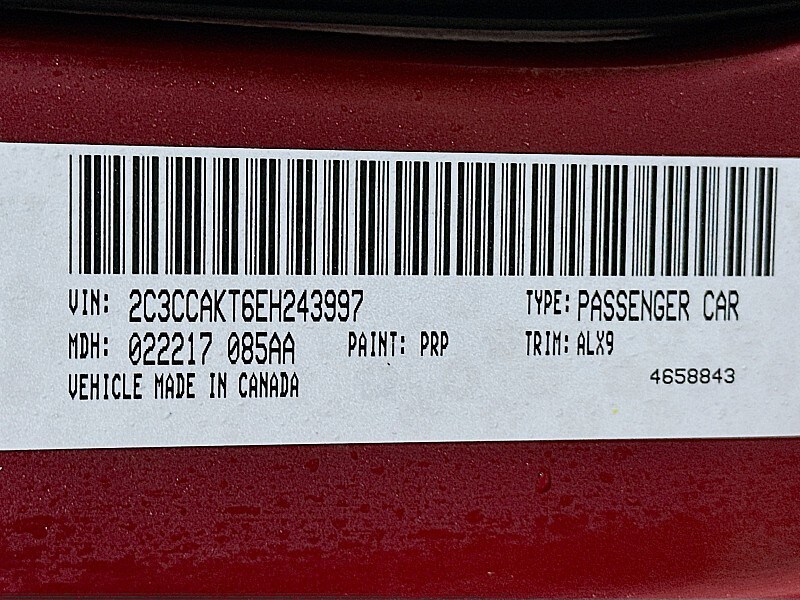 VIN: 2C3CCAKT6EH243997 TYPE: PASSENGER CAR
MDH: 022217 085AA PAINT: PRP TRIM: ALX9
VEHICLE MADE IN CANADA 4658843